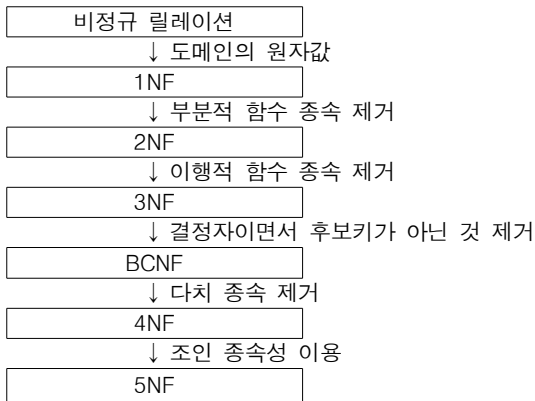 비정규 릴레이션
↓ 도메인의 원자값
1NF
↓ 부분적 함수 종속 제거
2NF
↓ 이행적 함수 종속 제거
3NF
↓ 결정자이면서 후보키가 아닌 것 제거
BCNF
↓ 다치 종속 제거
4NF
↓ 조인 종속성 이용
5NF